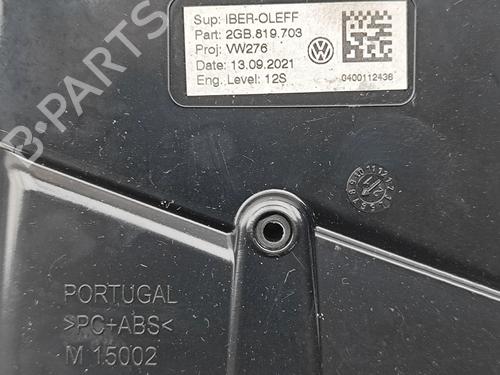 Sup: IBER-OLEFF
Part: 2GB.819.703
Proj: VW276
Date: 13.09.2021
Eng. Level: 12S
0400112438
B-PARTS
PORTUGAL
>PC+ABS<
M 15002